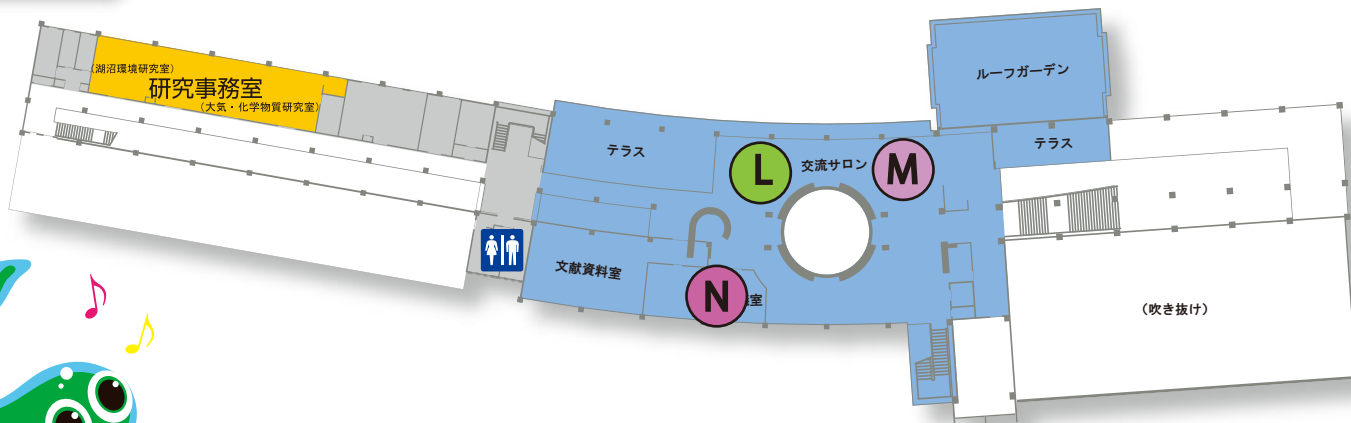 (湖沼環境研究室)
研究事務室
(大気・化学物質研究室)
テラス
L
交流サロン
M
ルーフガーデン
テラス
文献資料室
N
室
(吹き抜け)